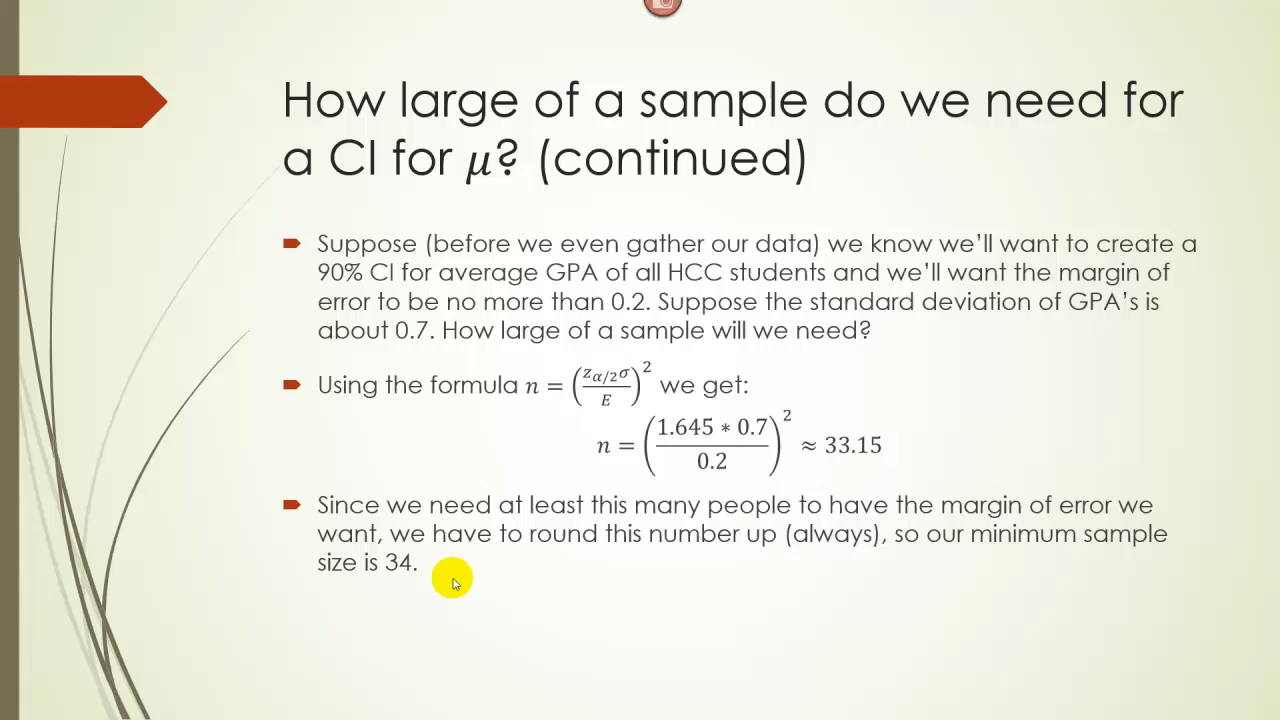 How large of a sample do we need for
a CI for 𝜇? (continued)
Suppose (before we even gather our data) we know we’ll want to create a
90% CI for average GPA of all HCC students and we’ll want the margin of
error to be no more than 0.2. Suppose the standard deviation of GPA’s is
about 0.7. How large of a sample will we need?
Using the formula 𝑛 = (𝑧𝛼/2𝜎/𝐸)² we get:
𝑛 = (1.645 ∗ 0.7/0.2)² ≈ 33.15
Since we need at least this many people to have the margin of error we
want, we have to round this number up (always), so our minimum sample
size is 34.